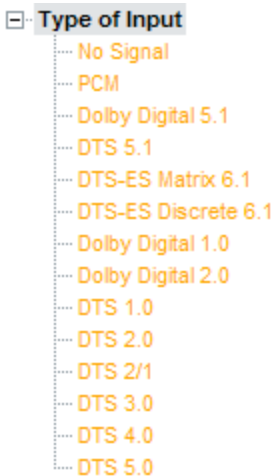 Type of Input
No Signal
PCM
Dolby Digital 5.1
DTS 5.1
DTS-ES Matrix 6.1
DTS-ES Discrete 6.1
Dolby Digital 1.0
Dolby Digital 2.0
DTS 1.0
DTS 2.0
DTS 2/1
DTS 3.0
DTS 4.0
DTS 5.0